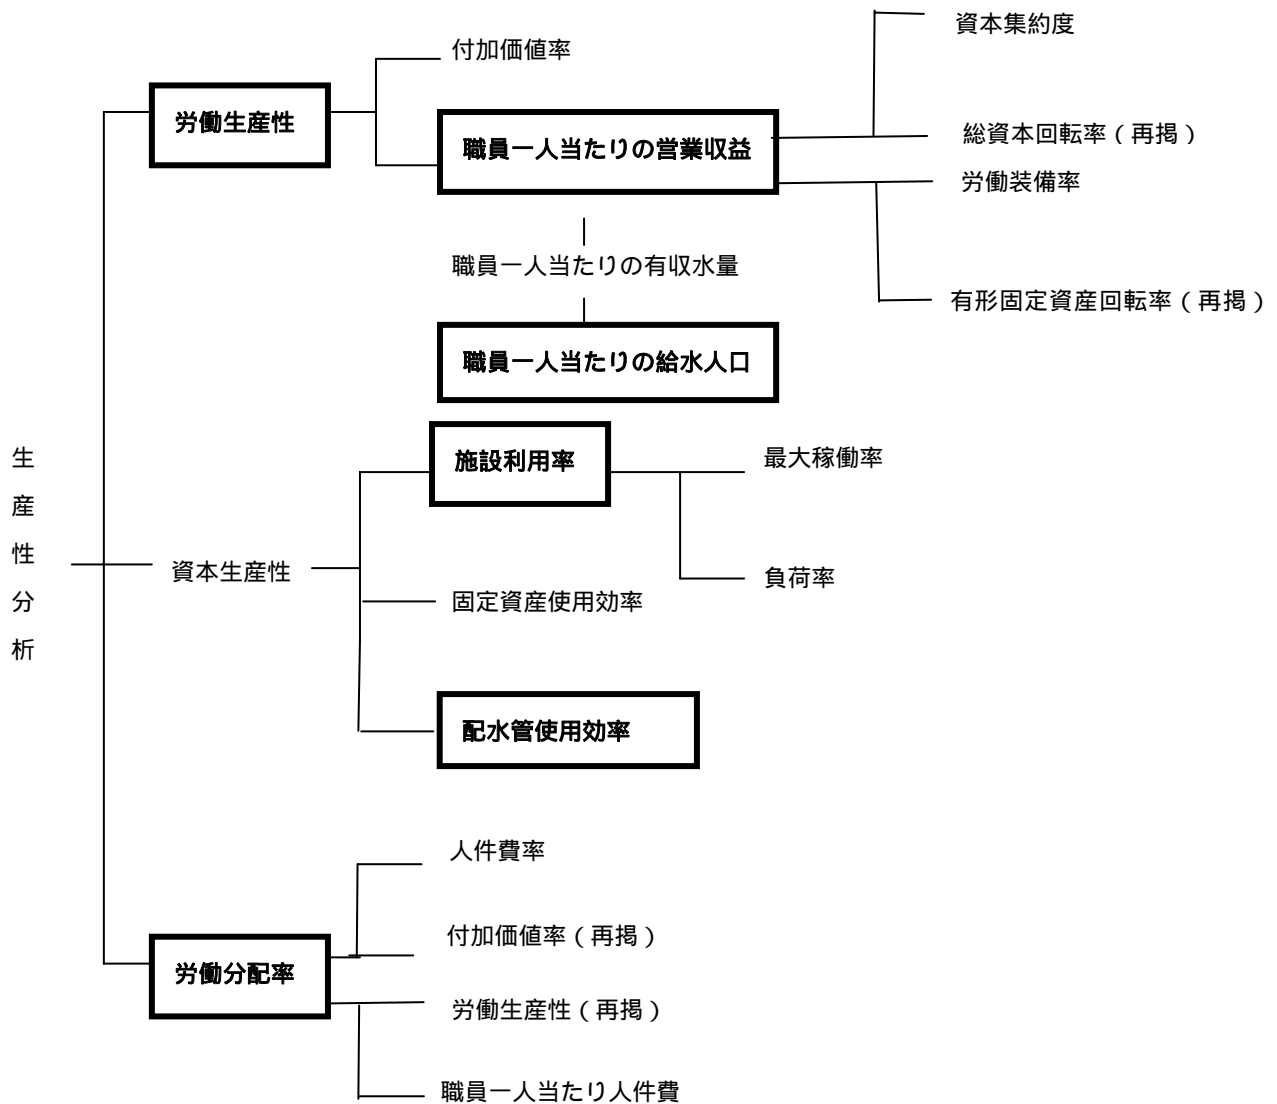 生産性分析
労働生産性
付加価値率
職員一人当たりの営業収益
資本集約度
総資本回転率（再掲）
労働装備率
有形固定資産回転率（再掲）
職員一人当たりの有収水量
職員一人当たりの給水人口
資本生産性
施設利用率
最大稼働率
負荷率
固定資産使用効率
配水管使用効率
労働分配率
人件費率
付加価値率（再掲）
労働生産性（再掲）
職員一人当たり人件費